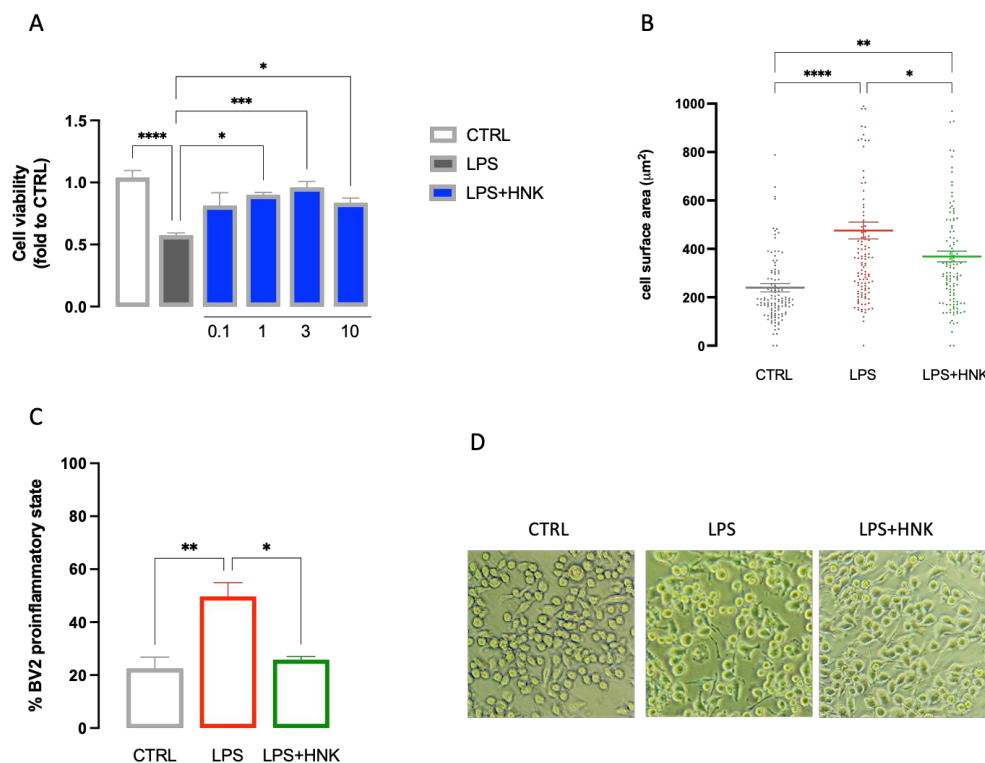 A
*
***
****
*
1.5
1.0
0.5
0.0
Cell viability
(fold to CTRL)
0.1 1 3 10
CTRL
LPS
LPS+HNK
B
**
****
*
1000
800
600
400
200
0
cell surface area (µm²)
CTRL LPS LPS+HNK
C
100
80
60
40
20
0
% BV2 proinflammatory state
**
*
CTRL LPS LPS+HNK
D
CTRL LPS LPS+HNK